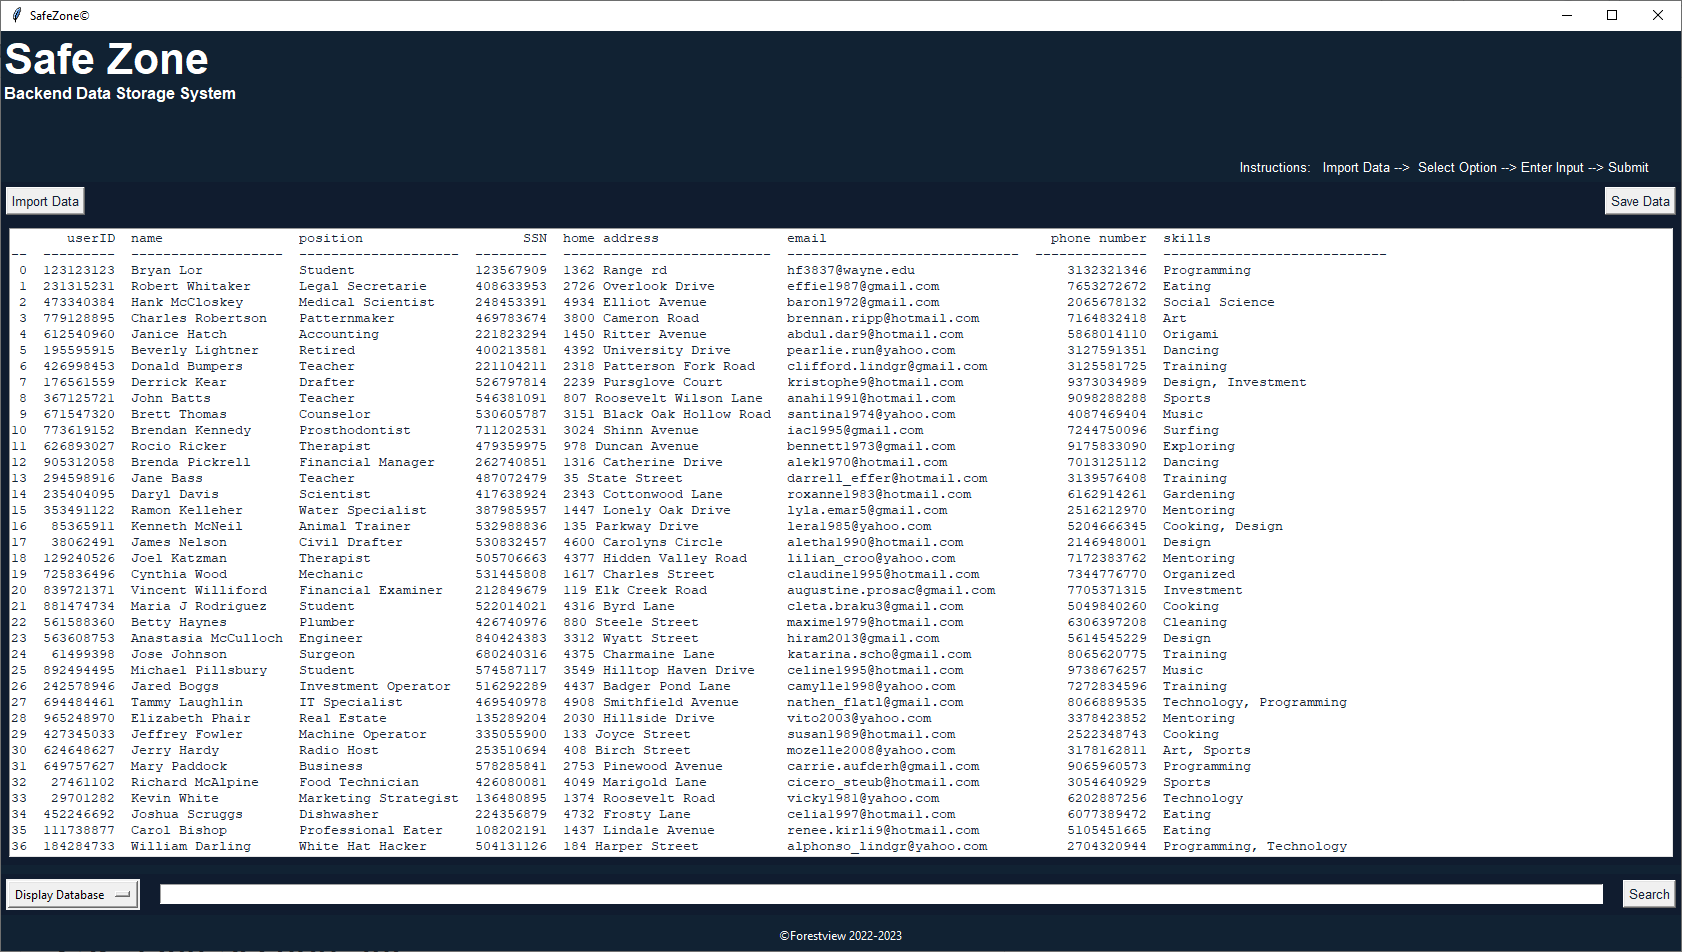 SafeZone©
Safe Zone
Backend Data Storage System
Instructions: Import Data --> Select Option --> Enter Input --> Submit
Import Data Save Data
userID name position SSN home address email phone number skills
-- --------- ------------------- -------------------- --------- -------------------------- ----------------------------- -------------- ----------------------------
0 123123123 Bryan Lor Student 123567909 1362 Range rd hf3837@wayne.edu 3132321346 Programming
1 231315231 Robert Whitaker Legal Secretarie 408633953 2726 Overlook Drive effie1987@gmail.com 7653272672 Eating
2 473340384 Hank McCloskey Medical Scientist 248453391 4934 Elliot Avenue baron1972@gmail.com 2065678132 Social Science
3 779128895 Charles Robertson Patternmaker 469783674 3800 Cameron Road brennan.ripp@hotmail.com 7164832418 Art
4 612540960 Janice Hatch Accounting 221823294 1450 Ritter Avenue abdul.dar9@hotmail.com 5868014110 Origami
5 195595915 Beverly Lightner Retired 400213581 4392 University Drive pearlie.run@yahoo.com 3127591351 Dancing
6 426998453 Donald Bumpers Teacher 221104211 2318 Patterson Fork Road clifford.lindgr@gmail.com 3125581725 Training
7 176561559 Derrick Kear Drafter 526797814 2239 Pursglove Court kristophe9@hotmail.com 9373034989 Design, Investment
8 367125721 John Batts Teacher 546381091 807 Roosevelt Wilson Lane anahi1991@hotmail.com 9098288288 Sports
9 671547320 Brett Thomas Counselor 530605787 3151 Black Oak Hollow Road santina1974@yahoo.com 4087469404 Music
10 773619152 Brendan Kennedy Prosthodontist 711202531 3024 Shinn Avenue iac1995@gmail.com 7244750096 Surfing
11 626893027 Rocio Ricker Therapist 479359975 978 Duncan Avenue bennett1973@gmail.com 9175833090 Exploring
12 905312058 Brenda Pickrell Financial Manager 262740851 1316 Catherine Drive alek1970@hotmail.com 7013125112 Dancing
13 294598916 Jane Bass Teacher 487072479 35 State Street darrell_effer@hotmail.com 3139576408 Training
14 235404095 Daryl Davis Scientist 417638924 2343 Cottonwood Lane roxanne1983@hotmail.com 6162914261 Gardening
15 353491122 Ramon Kelleher Water Specialist 387985957 1447 Lonely Oak Drive lyla.emar5@gmail.com 2516212970 Mentoring
16 85365911 Kenneth McNeil Animal Trainer 532988836 135 Parkway Drive lera1985@yahoo.com 5204666345 Cooking, Design
17 38062491 James Nelson Civil Drafter 530832457 4600 Carolyns Circle aletha1990@hotmail.com 2146948001 Design
18 129240526 Joel Katzman Therapist 505706663 4377 Hidden Valley Road lilian_croo@yahoo.com 7172383762 Mentoring
19 725836496 Cynthia Wood Mechanic 531445808 1617 Charles Street claudine1995@hotmail.com 7344776770 Organized
20 839721371 Vincent Williford Financial Examiner 212849679 119 Elk Creek Road augustine.prosac@gmail.com 7705371315 Investment
21 881474734 Maria J Rodriguez Student 522014021 4316 Byrd Lane cleta.braku3@gmail.com 5049840260 Cooking
22 561588360 Betty Haynes Plumber 426740976 880 Steele Street maxime1979@hotmail.com 6306397208 Cleaning
23 563608753 Anastasia McCulloch Engineer 840424383 3312 Wyatt Street hiram2013@gmail.com 5614545229 Design
24 61499398 Jose Johnson Surgeon 680240316 4375 Charmaine Lane katarina.scho@gmail.com 8065620775 Training
25 892494495 Michael Pillsbury Student 574587117 3549 Hilltop Haven Drive celine1995@hotmail.com 9738676257 Music
26 242578946 Jared Boggs Investment Operator 516292289 4437 Badger Pond Lane camylle1998@yahoo.com 7272834596 Training
27 694484461 Tammy Laughlin IT Specialist 469540978 4908 Smithfield Avenue nathen_flat1@gmail.com 8066889535 Technology, Programming
28 965248970 Elizabeth Phair Real Estate 135289204 2030 Hillside Drive vito2003@yahoo.com 3378423852 Mentoring
29 427345033 Jeffrey Fowler Machine Operator 335055900 133 Joyce Street susan1989@hotmail.com 2522348743 Cooking
30 624648627 Jerry Hardy Radio Host 253510694 408 Birch Street mozelle2008@yahoo.com 3178162811 Art, Sports
31 649757627 Mary Paddock Business 578285841 2753 Pinewood Avenue carrie.aufderh@gmail.com 9065960573 Programming
32 27461102 Richard McAlpine Food Technician 426080081 4049 Marigold Lane cicero_steub@hotmail.com 3054640929 Sports
33 29701282 Kevin White Marketing Strategist 136480895 1374 Roosevelt Road vicky1981@yahoo.com 6202887256 Technology
34 452246692 Joshua Scruggs Dishwasher 224356879 4732 Frosty Lane celia1997@hotmail.com 6077389472 Eating
35 111738877 Carol Bishop Professional Eater 108202191 1437 Lindale Avenue renee.kirli9@hotmail.com 5105451665 Eating
36 184284733 William Darling White Hat Hacker 504131126 184 Harper Street alphonso_lindgr@yahoo.com 2704320944 Programming, Technology
Display Database Search
©Forestview 2022-2023